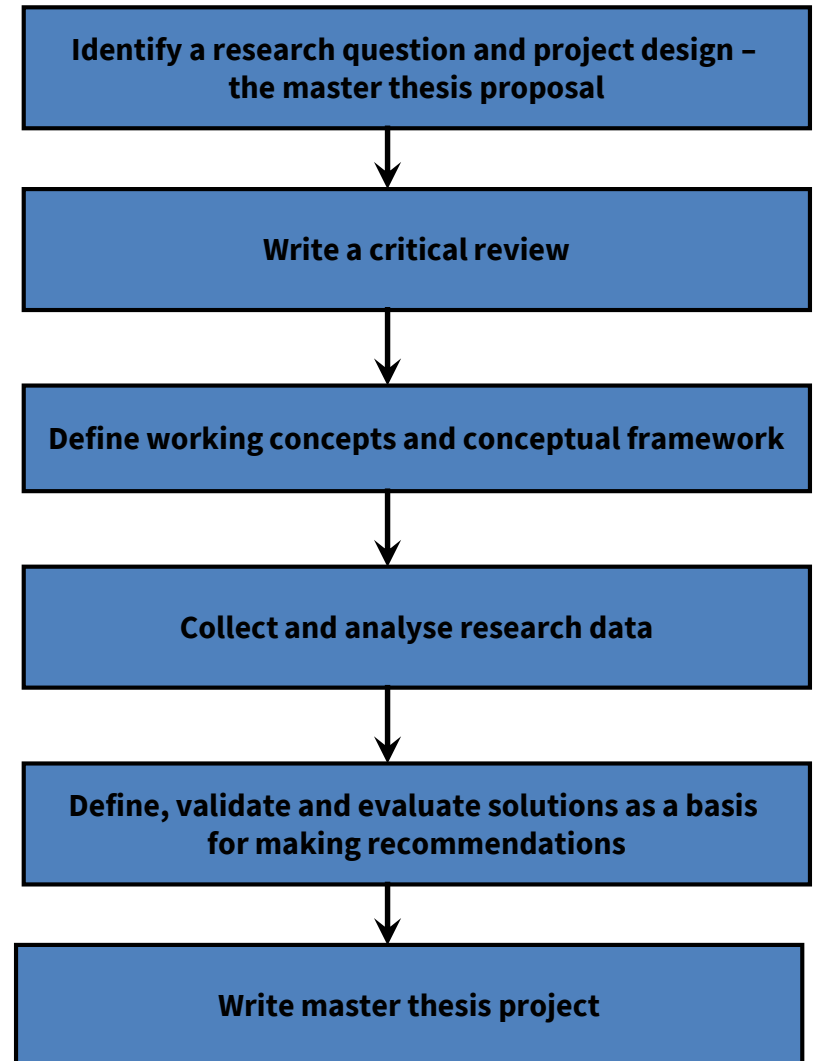 Identify a research question and project design –
the master thesis proposal
Write a critical review
Define working concepts and conceptual framework
Collect and analyse research data
Define, validate and evaluate solutions as a basis
for making recommendations
Write master thesis project